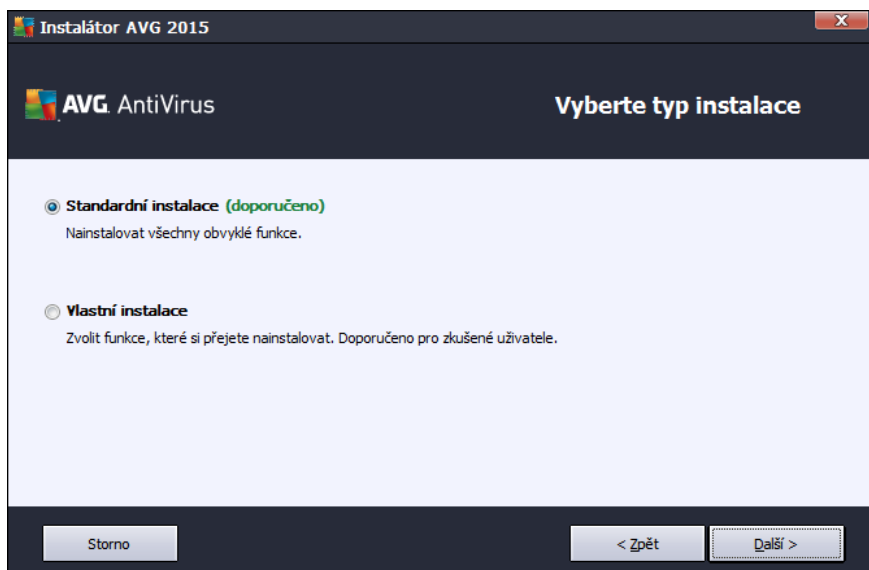 Instalátor AVG 2015
X
AVG. AntiVirus
Vyberte typ instalace
Standardní instalace (doporučeno)
Nainstalovat všechny obvyklé funkce.
Vlastní instalace
Zvolit funkce, které si přejete nainstalovat. Doporučeno pro zkušené uživatele.
Storno
< Zpět
Další >